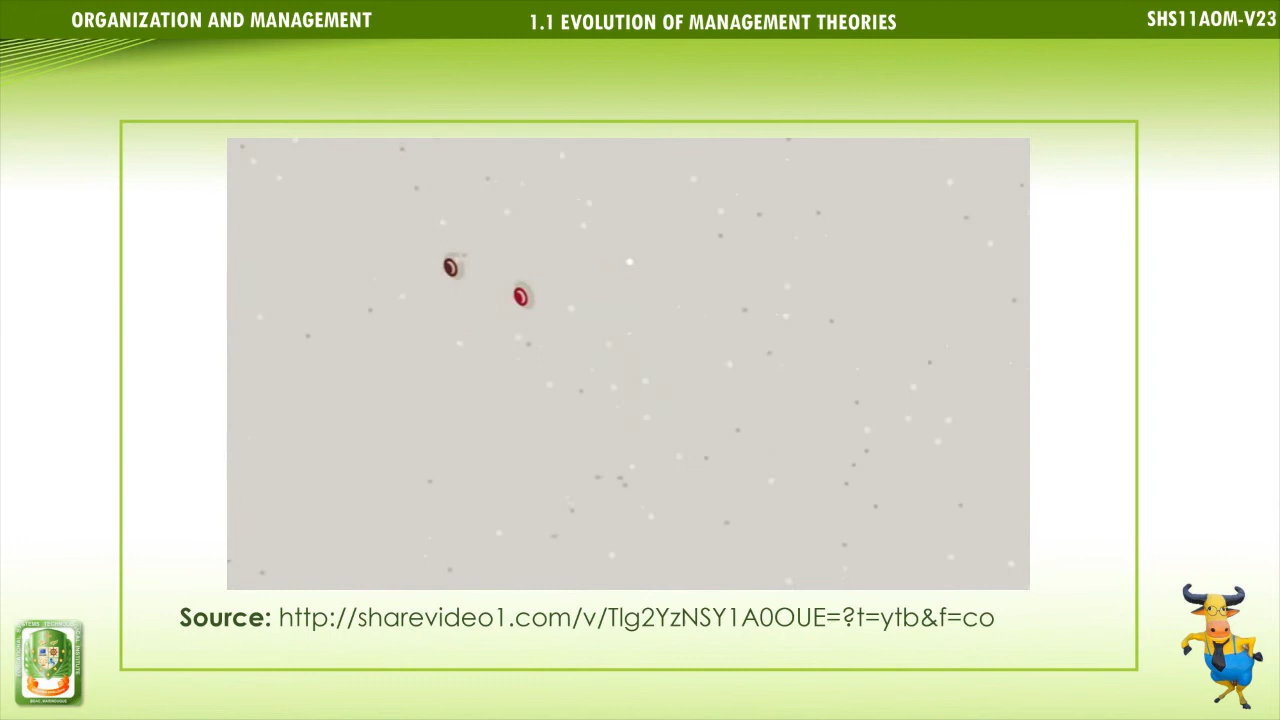 ORGANIZATION AND MANAGEMENT
1.1 EVOLUTION OF MANAGEMENT THEORIES
SHS11AOM-V23
Source: http://sharevideo1.com/v/Tlg2YzNSY1A0OUE=?t=ytb&f=co